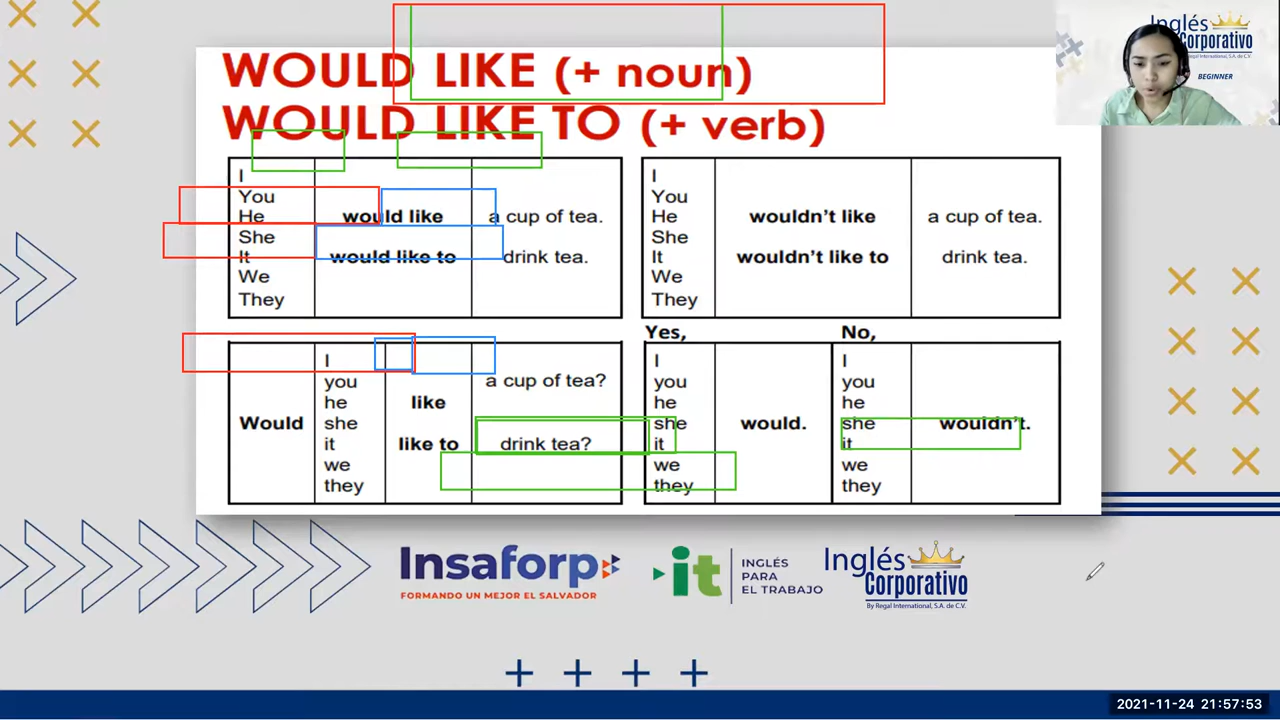 Inglés
Corporativo
By Regal International, S.A. de C.V.
BEGINNER
WOULD LIKE (+ noun)
WOULD LIKE TO (+ verb)
I
You
He
She
It
We
They
would like
would like to
a cup of tea.
drink tea.
I
You
He
She
It
We
They
wouldn't like
wouldn't like to
a cup of tea.
drink tea.
Would
I
you
he
she
it
we
they
like
like to
a cup of tea?
drink tea?
Yes,
I
you
he
she
it
we
they
would.
No,
I
you
he
she
it
we
they
wouldn't.
Insaforp
FORMANDO UN MEJOR EL SALVADOR
it
INGLÉS
PARA
EL TRABAJO
Inglés
Corporativo
By Regal International, S.A. de C.V.
2021-11-24 21:57:53